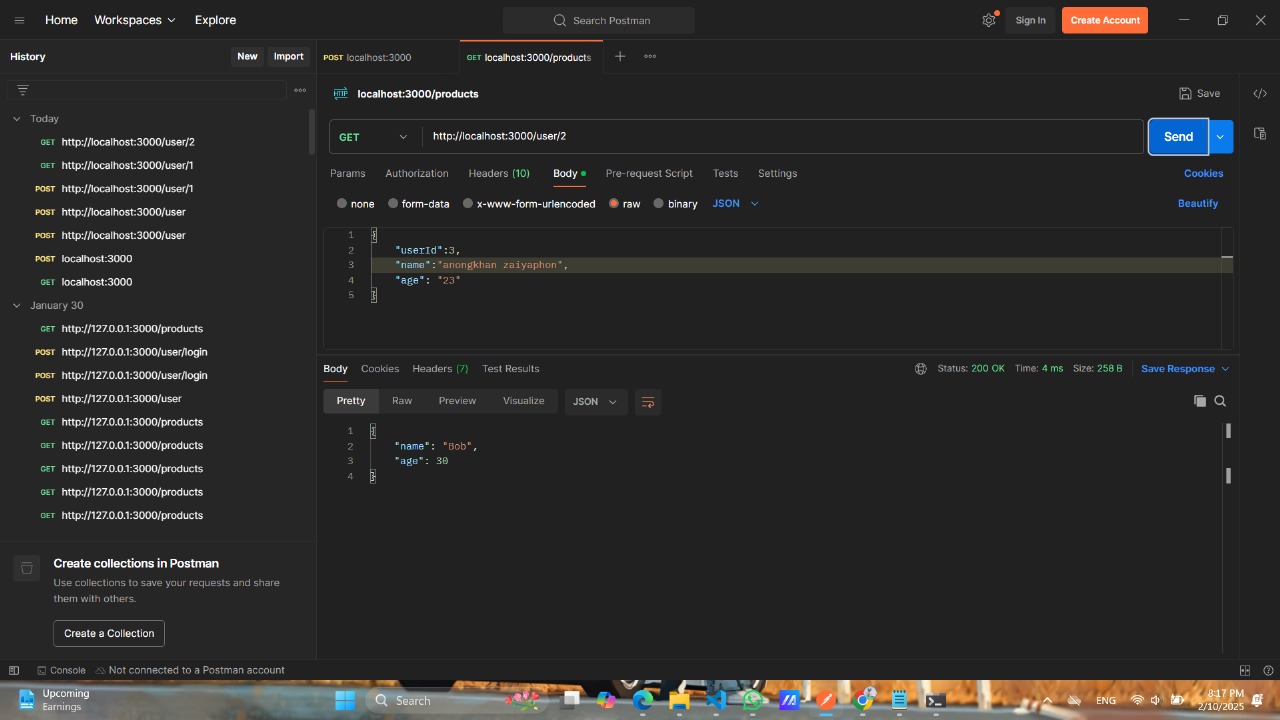 Home Workspaces Explore Search Postman Sign In Create Account
History New Import POST localhost:3000 GET localhost:3000/products
HTTP localhost:3000/products Save
Today
GET http://localhost:3000/user/2
GET http://localhost:3000/user/1
POST http://localhost:3000/user/1
POST http://localhost:3000/user
POST http://localhost:3000/user
POST localhost:3000
GET localhost:3000
January 30
GET http://127.0.0.1:3000/products
POST http://127.0.0.1:3000/user/login
POST http://127.0.0.1:3000/user/login
POST http://127.0.0.1:3000/user
GET http://127.0.0.1:3000/products
GET http://127.0.0.1:3000/products
GET http://127.0.0.1:3000/products
GET http://127.0.0.1:3000/products
GET http://127.0.0.1:3000/products
Create collections in Postman
Use collections to save your requests and share
them with others.
Create a Collection
GET http://localhost:3000/user/2 Send
Params Authorization Headers (10) Body Pre-request Script Tests Settings Cookies
none form-data x-www-form-urlencoded raw binary JSON Beautify
1 {
2 "userId":3,
3 "name":"anongkhan zaiyaphon",
4 "age": "23"
5 }
Body Cookies Headers (7) Test Results Status: 200 OK Time: 4 ms Size: 258 B Save Response
Pretty Raw Preview Visualize JSON
1 {
2 "name": "Bob",
3 "age": 30
4 }
Console Not connected to a Postman account
Upcoming
Earnings
Search
ENG
8:17 PM
2/10/2025